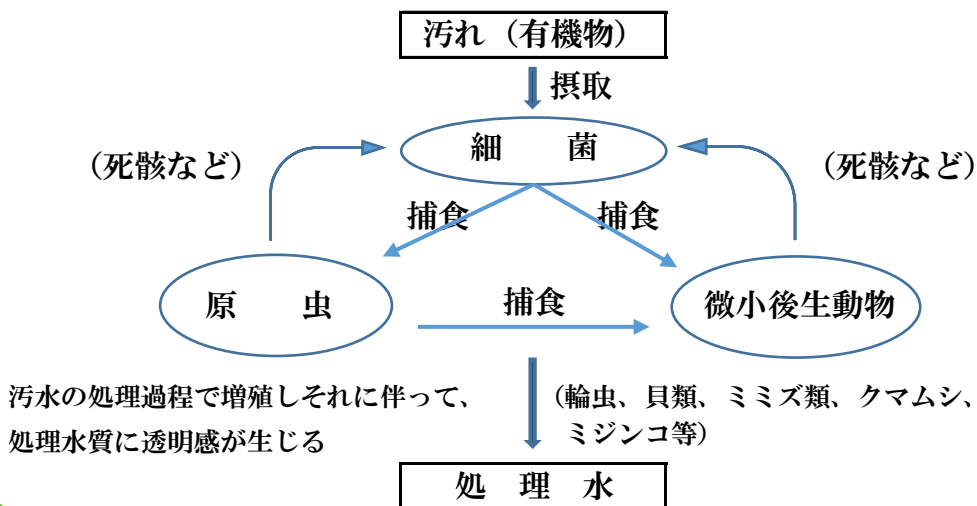 汚れ（有機物）
摂取
細　　菌
（死骸など）
（死骸など）
捕食
捕食
原　　虫
捕食
微小後生動物
汚水の処理過程で増殖しそれに伴って、
処理水質に透明感が生じる
（輪虫、貝類、ミミズ類、クマムシ、
ミジンコ等）
処　理　水